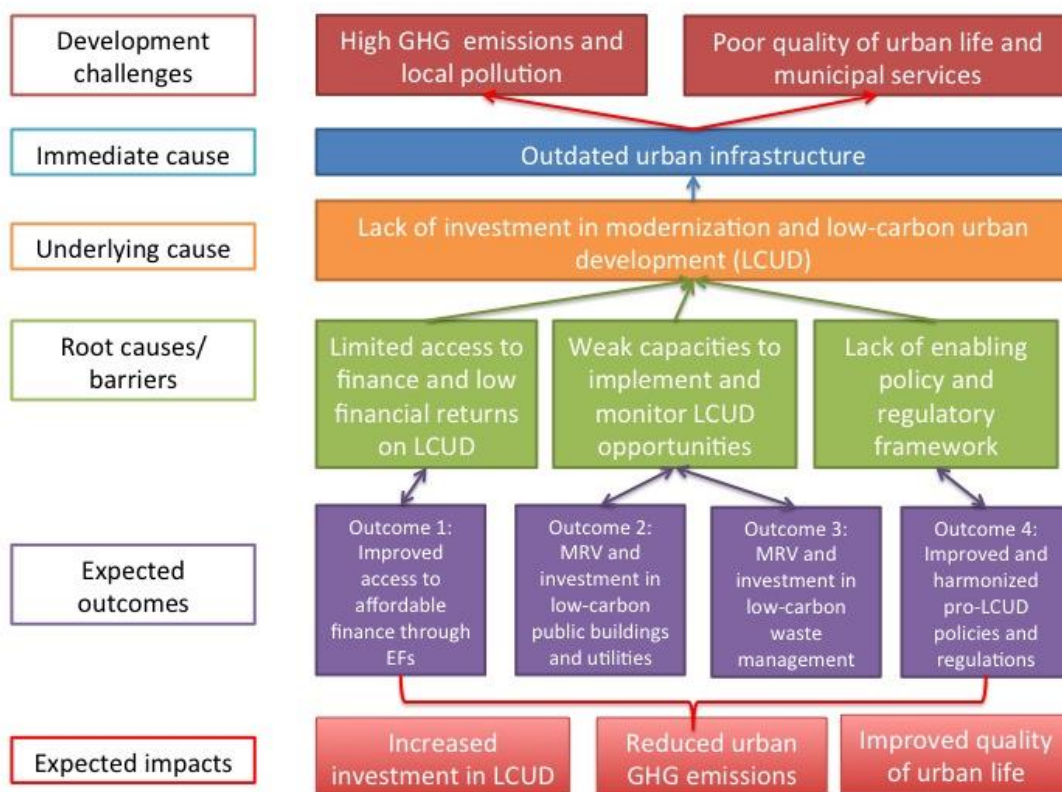 Development
challenges
High GHG emissions and
local pollution
Poor quality of urban life and
municipal services
Immediate cause
Outdated urban infrastructure
Underlying cause
Lack of investment in modernization and low-carbon urban
development (LCUD)
Root causes/
barriers
Limited access to
finance and low
financial returns
on LCUD
Weak capacities to
implement and
monitor LCUD
opportunities
Lack of enabling
policy and
regulatory
framework
Expected
outcomes
Outcome 1:
Improved
access to
affordable
finance through
EFs
Outcome 2:
MRV and
investment in
low-carbon
public buildings
and utilities
Outcome 3:
MRV and
investment in
low-carbon
waste
management
Outcome 4:
Improved and
harmonized
pro-LCUD
policies and
regulations
Expected impacts
Increased
investment in LCUD
Reduced urban
GHG emissions
Improved quality
of urban life